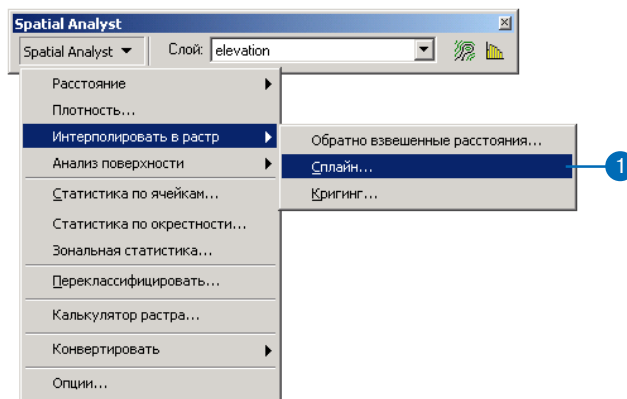 Spatial Analyst
Spatial Analyst Слой: elevation
Расстояние
Плотность...
Интерполировать в растр
Анализ поверхности
Статистика по ячейкам...
Статистика по окрестности...
Зональная статистика...
Переклассифицировать...
Калькулятор растра...
Конвертировать
Опции...
Обратно взвешенные расстояния...
Сплайн...
Кригинг...
1